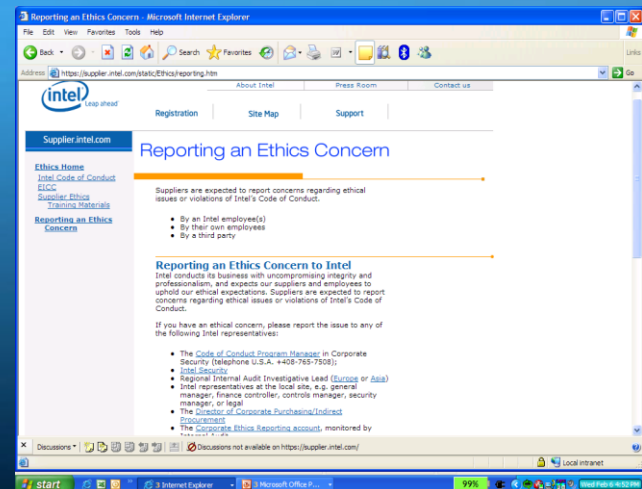 Reporting an Ethics Concern - Microsoft Internet Explorer
File Edit View Favorites Tools Help
Back Search Favorites Links
Address https://supplier.intel.com/static/Ethics/reporting.htm Go
About Intel Press Room Contact us
intel Leap ahead
Registration Site Map Support
Supplier.intel.com
Reporting an Ethics Concern
Ethics Home
Intel Code of Conduct
EICC
Supplier Ethics
Training Materials
Reporting an Ethics
Concern
Suppliers are expected to report concerns regarding ethical
issues or violations of Intel's Code of Conduct.
• By an Intel employee(s)
• By their own employees
• By a third party
Reporting an Ethics Concern to Intel
Intel conducts its business with uncompromising integrity and
professionalism, and expects our suppliers and employees to
uphold our ethical expectations. Suppliers are expected to report
concerns regarding ethical issues or violations of Intel's Code of
Conduct.
If you have an ethical concern, please report the issue to any of
the following Intel representatives:
• The Code of Conduct Program Manager in Corporate
Security (telephone U.S.A. +408-765-7508);
• Intel Security
• Regional Internal Audit Investigative Lead (Europe or Asia)
• Intel representatives at the local site, e.g. general
manager, finance controller, controls manager, security
manager, or legal
• The Director of Corporate Purchasing/Indirect
Procurement
• The Corporate Ethics Reporting account, monitored by
Internal Audit
Discussions Discussions not available on https://supplier.intel.com/
Local intranet
start 3 Internet Explorer 3 Microsoft Office P... 99% Wed Feb 6 4:52PM